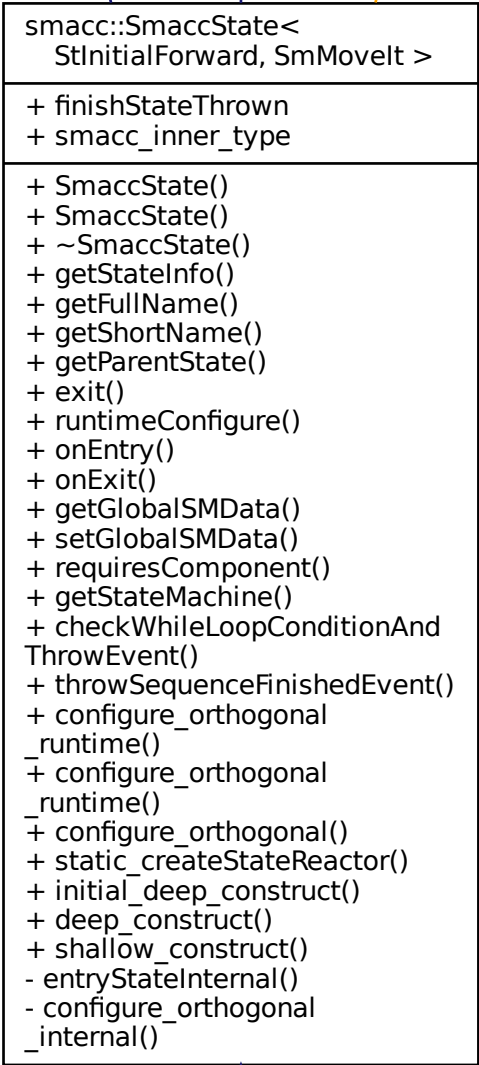 smacc::SmaccState<
StInitialForward, SmMoveIt >
+ finishStateThrown
+ smacc_inner_type
+ SmaccState()
+ SmaccState()
+ ~SmaccState()
+ getStateInfo()
+ getFullName()
+ getShortName()
+ getParentState()
+ exit()
+ runtimeConfigure()
+ onEntry()
+ onExit()
+ getGlobalSMData()
+ setGlobalSMData()
+ requiresComponent()
+ getStateMachine()
+ checkWhileLoopConditionAnd
ThrowEvent()
+ throwSequenceFinishedEvent()
+ configure_orthogonal
_runtime()
+ configure_orthogonal
_runtime()
+ configure_orthogonal()
+ static_createStateReactor()
+ initial_deep_construct()
+ deep_construct()
+ shallow_construct()
- entryStateInternal()
- configure_orthogonal
_internal()